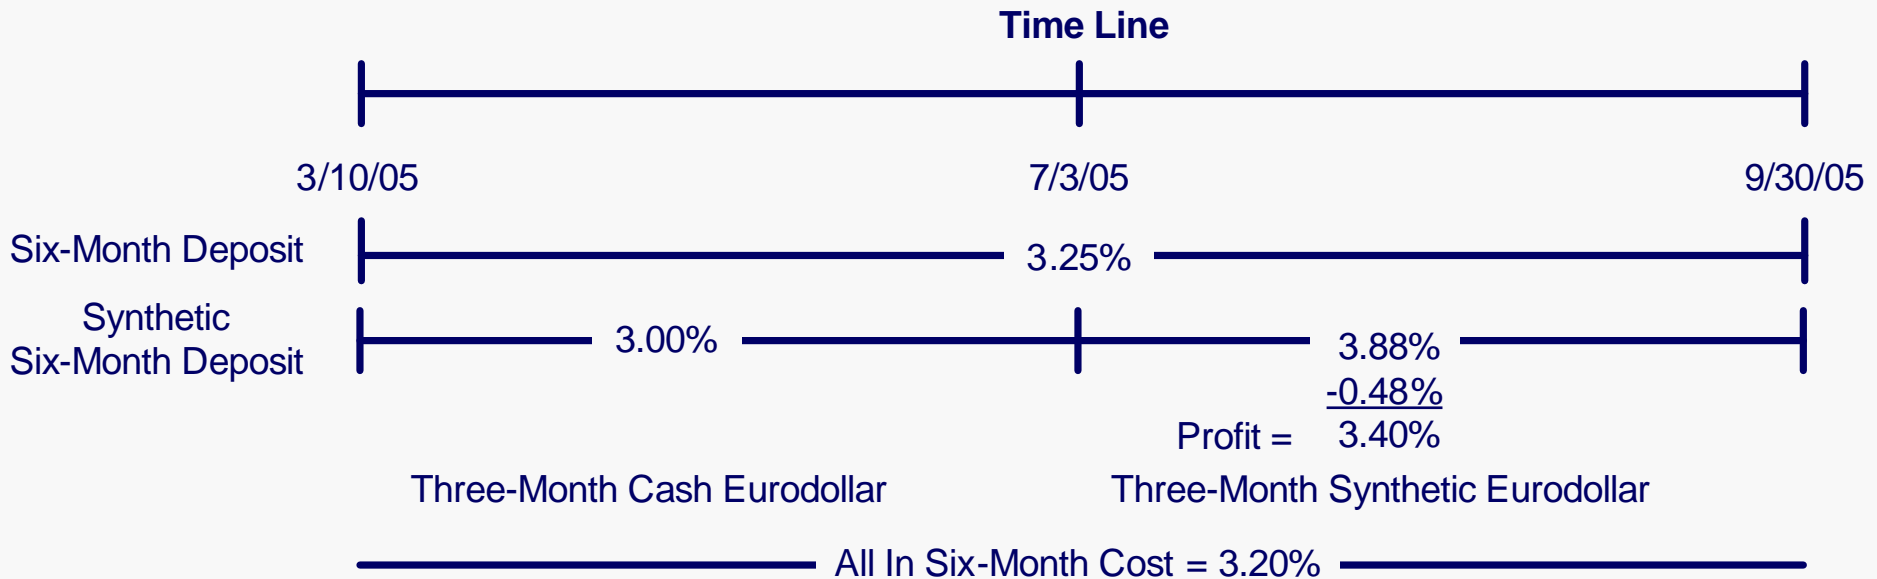 Time Line
3/10/05
7/3/05
9/30/05
Six-Month Deposit
3.25%
Synthetic
Six-Month Deposit
3.00%
3.88%
-0.48%
Profit = 3.40%
Three-Month Cash Eurodollar
Three-Month Synthetic Eurodollar
All In Six-Month Cost = 3.20%